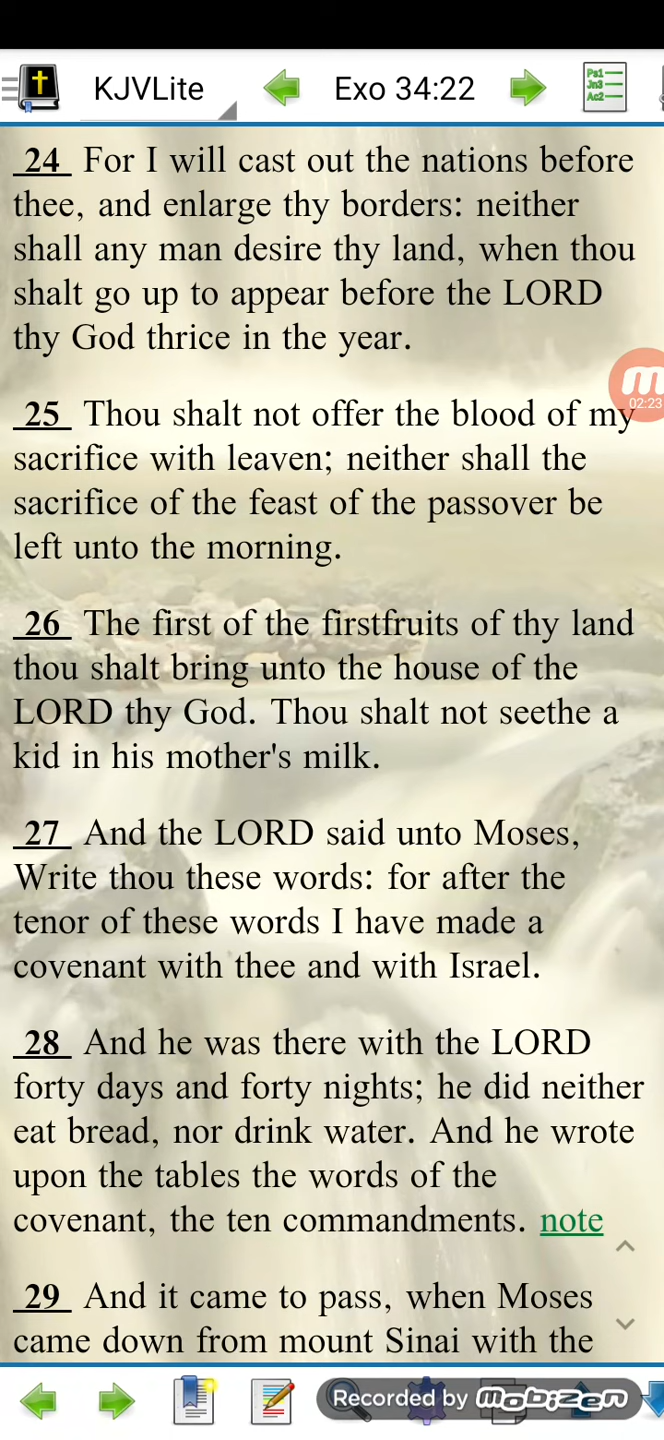 KJVLite
Exo 34:22
Ps1
Jn3
Ac2
24 For I will cast out the nations before
thee, and enlarge thy borders: neither
shall any man desire thy land, when thou
shalt go up to appear before the LORD
thy God thrice in the year.
02:23
25 Thou shalt not offer the blood of my
sacrifice with leaven; neither shall the
sacrifice of the feast of the passover be
left unto the morning.
26 The first of the firstfruits of thy land
thou shalt bring unto the house of the
LORD thy God. Thou shalt not seethe a
kid in his mother's milk.
27 And the LORD said unto Moses,
Write thou these words: for after the
tenor of these words I have made a
covenant with thee and with Israel.
28 And he was there with the LORD
forty days and forty nights; he did neither
eat bread, nor drink water. And he wrote
upon the tables the words of the
covenant, the ten commandments. note
29 And it came to pass, when Moses
came down from mount Sinai with the
Recorded by mobizen